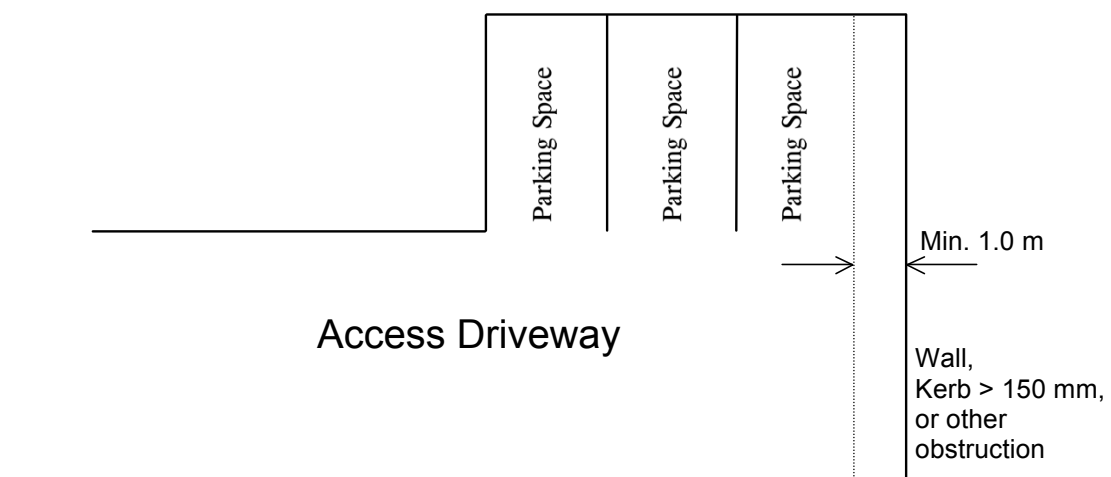 Parking Space
Parking Space
Parking Space
Min. 1.0 m
Access Driveway
Wall,
Kerb > 150 mm,
or other
obstruction